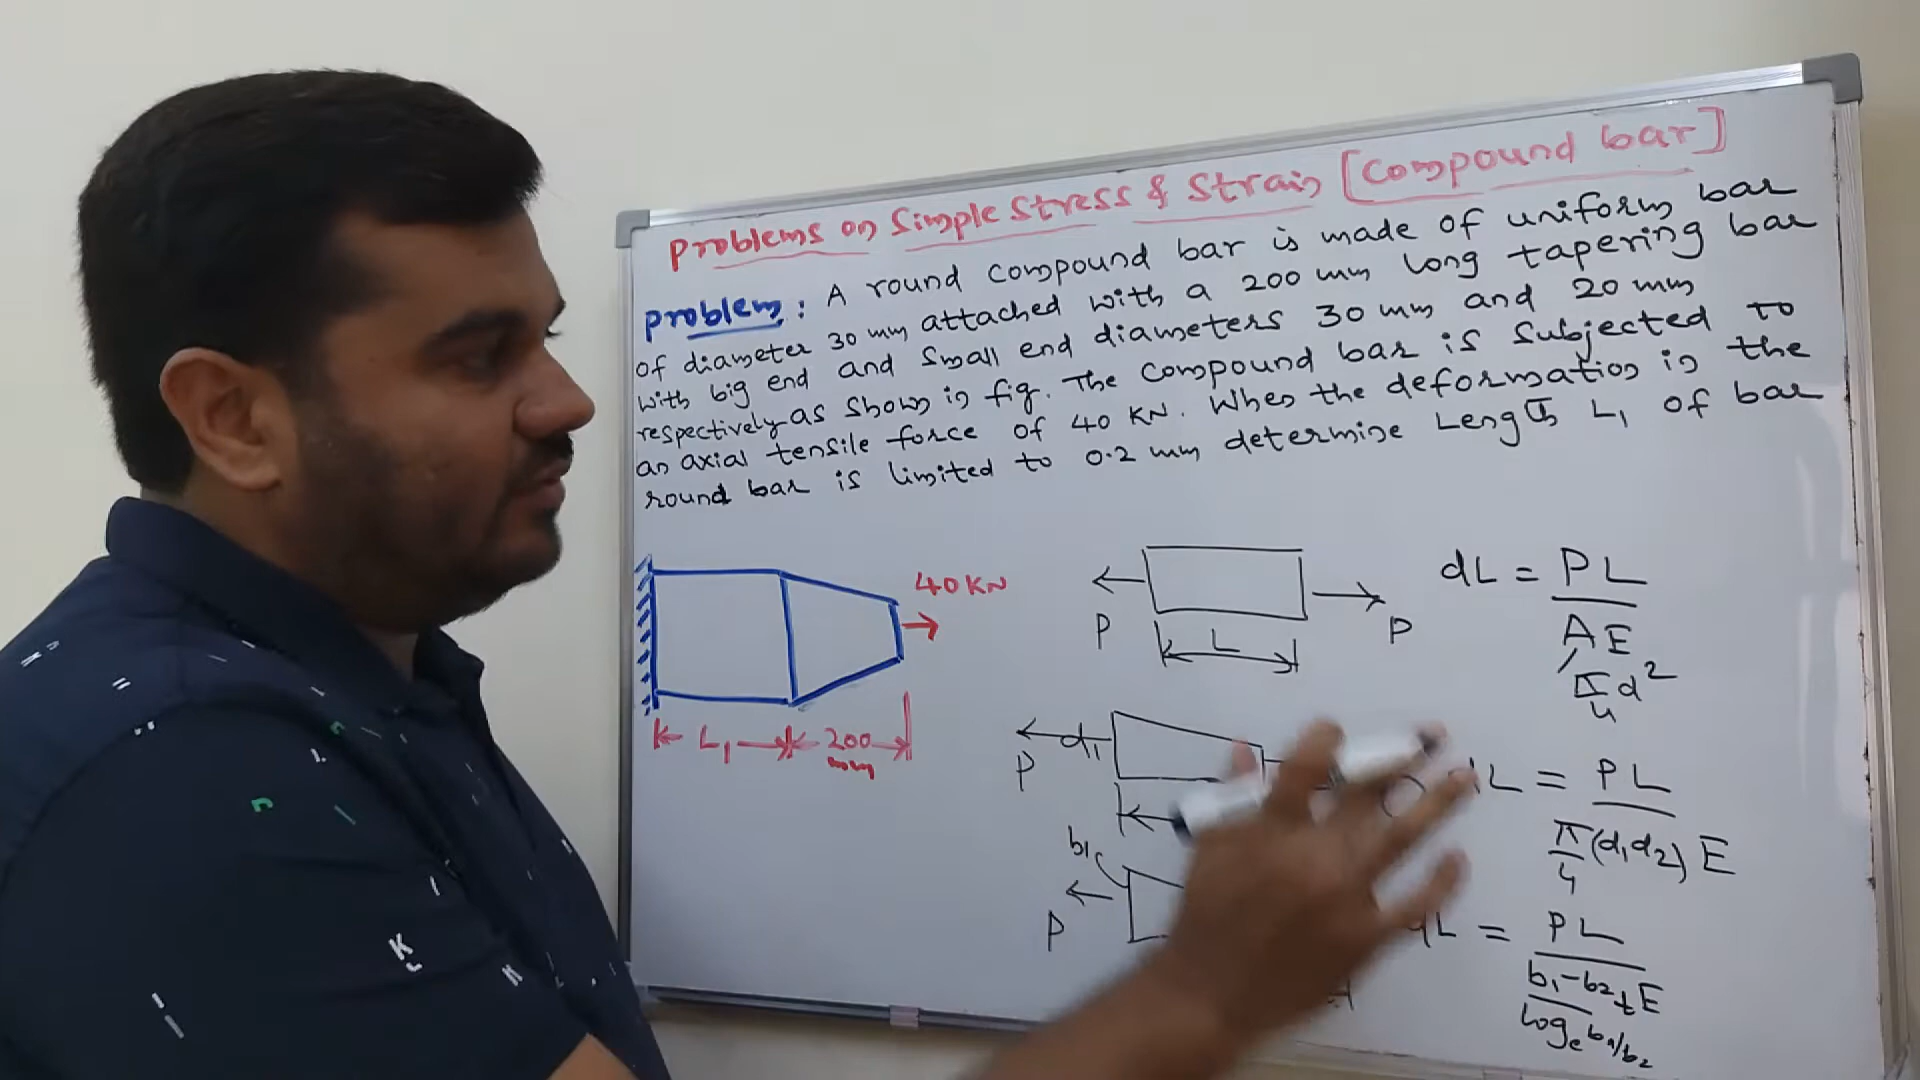 Problems on Simple Stress & Strain [Compound bar]
Problem: A round compound bar is made of uniform bar
of diameter 30 mm attached with a 200 mm long tapering bar
with big end and small end diameters 30 mm and 20 mm
respectively as shown in fig. The compound bar is subjected to
an axial tensile force of 40 KN. When the deformation in the
round bar is limited to 0.2 mm determine Length L₁ of bar
40 KN
L₁
200
mm
P
L
P
dL = PL
AE
π/4 d²
P
d₁
dL = PL
π/4 (d₁d₂) E
b₁
P
dL = PL
b₁-b₂ t E
logₑ b₁/b₂